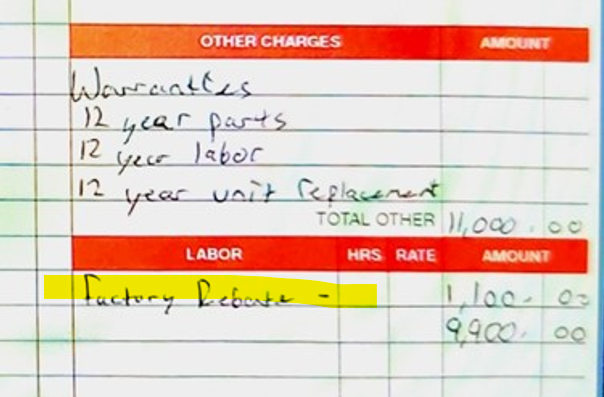 OTHER CHARGES AMOUNT
Warranties
12 year parts
12 year labor
12 year unit replacement
TOTAL OTHER 11,000.00
LABOR HRS RATE AMOUNT
Factory Rebate - 1,100.00
9,900.00